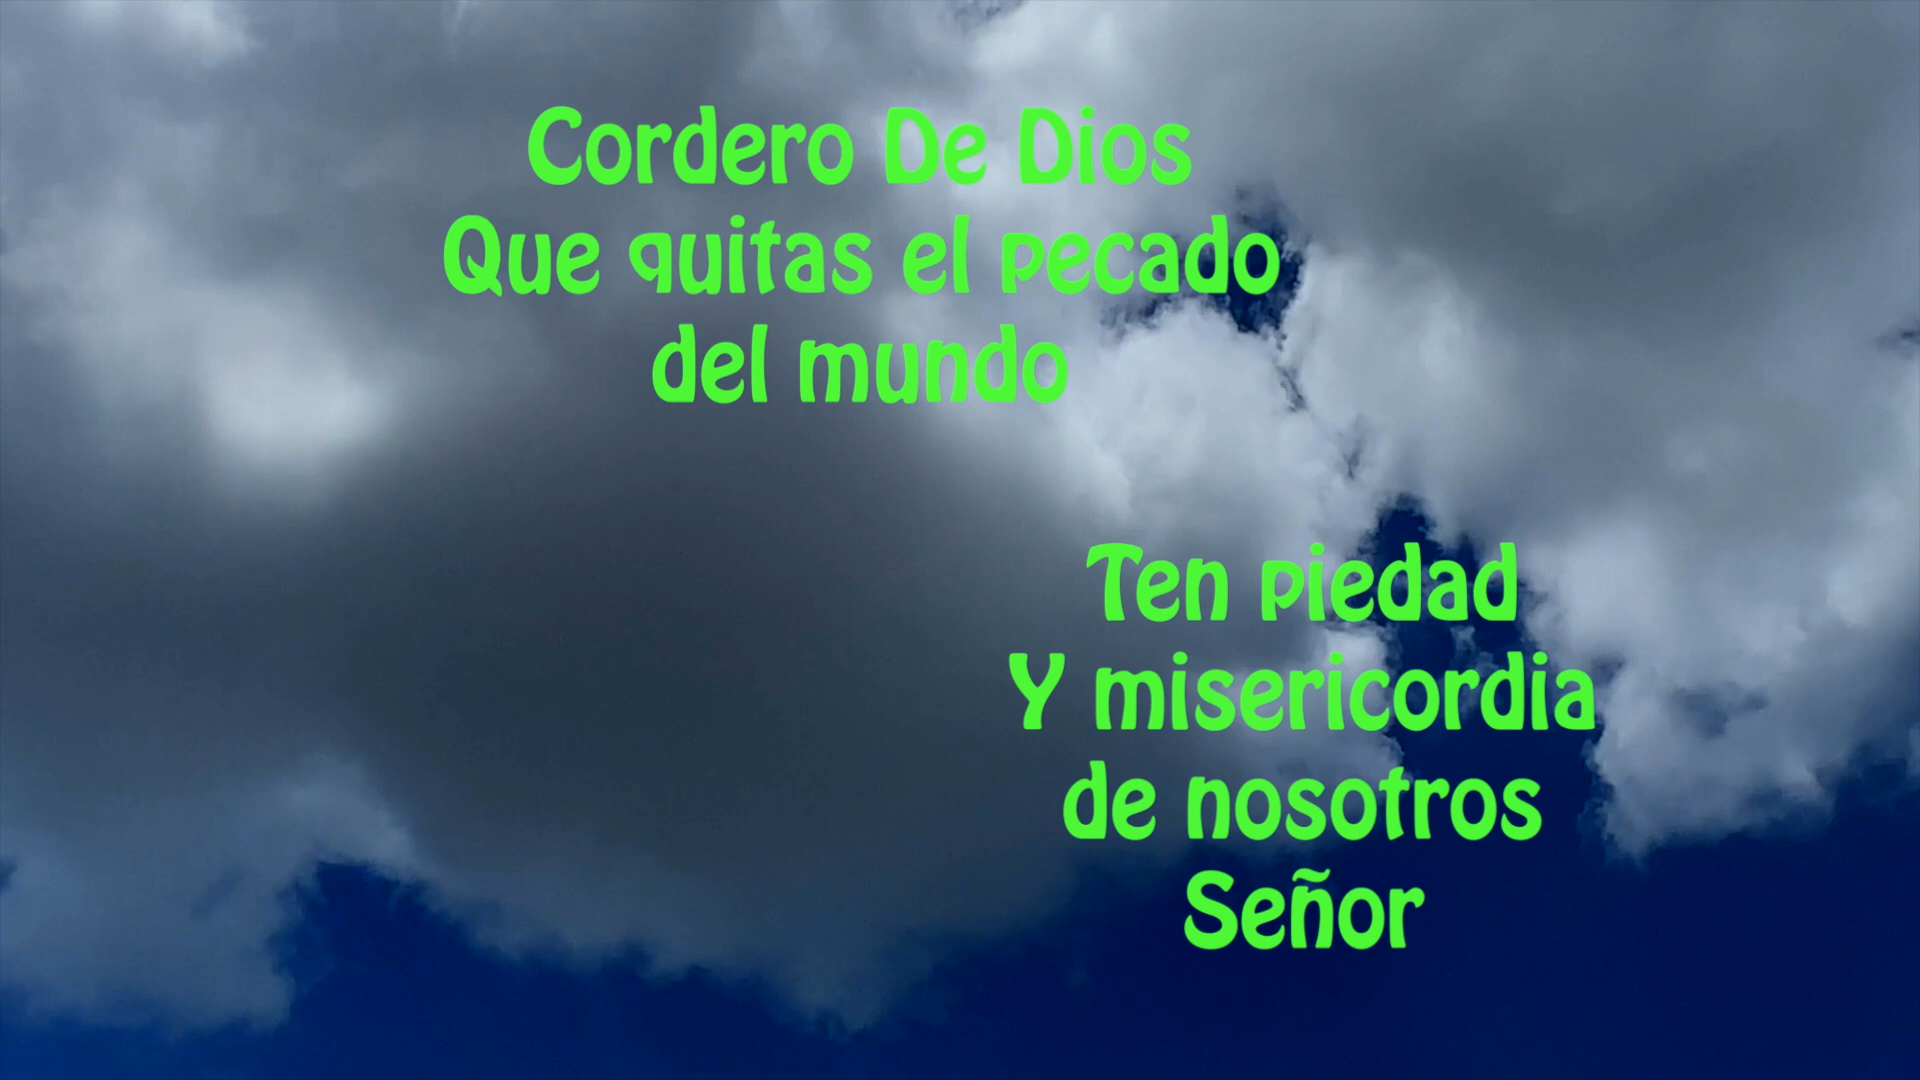 Cordero De Dios
Que quitas el pecado
del mundo
Ten piedad
Y misericordia
de nosotros
Señor